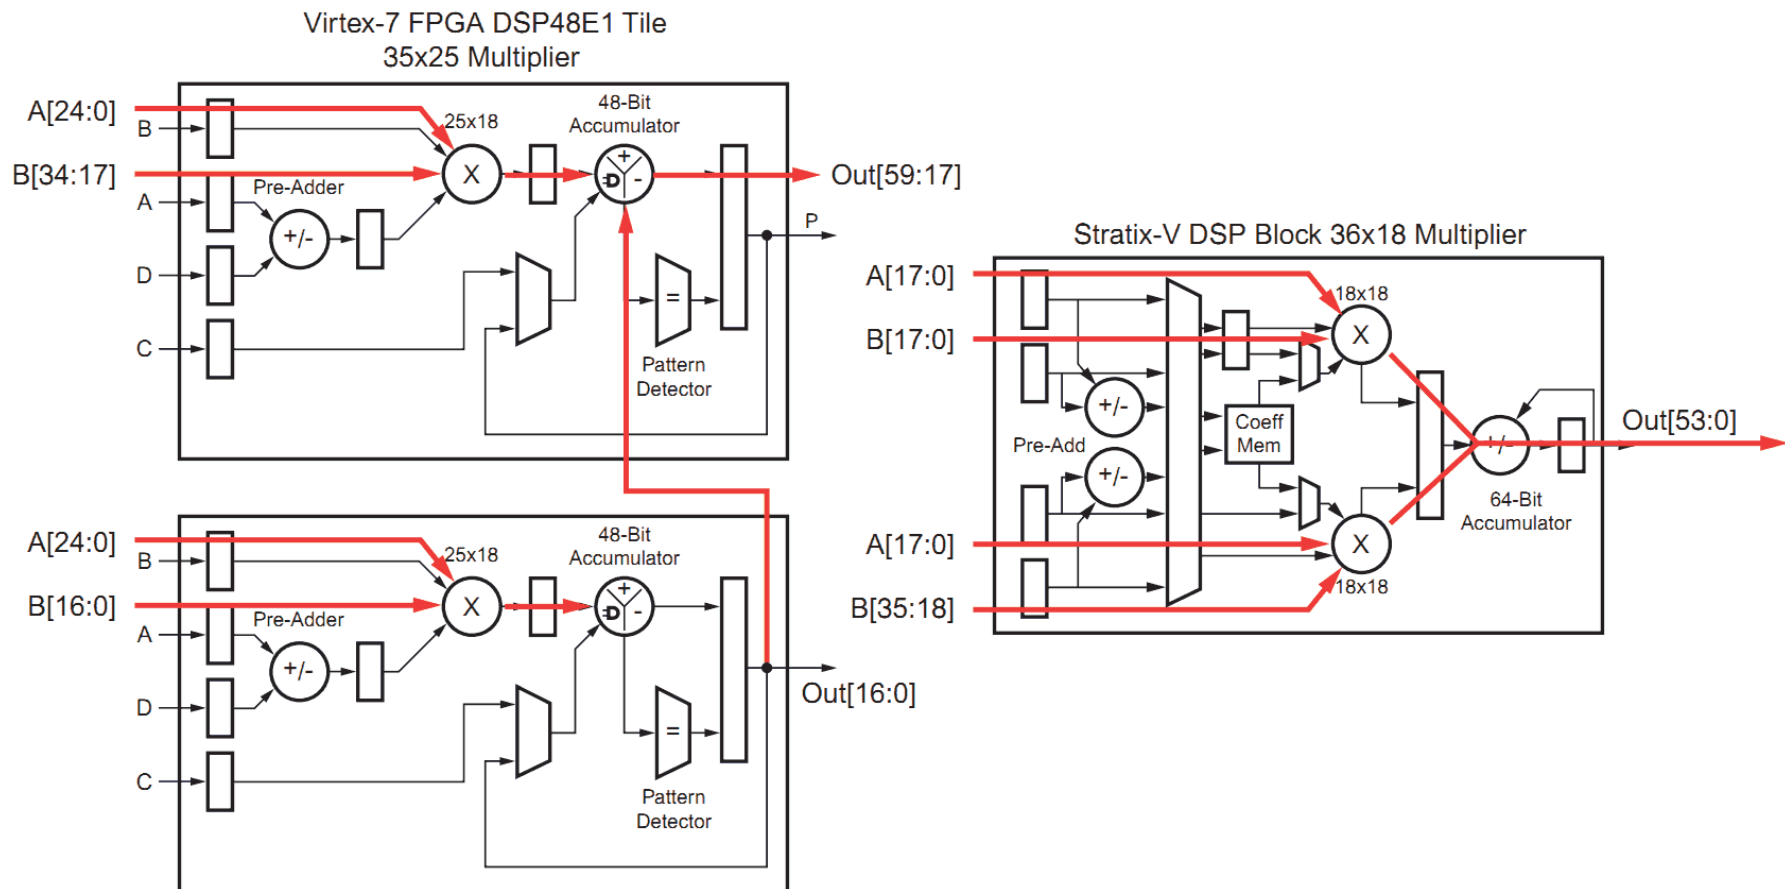 Virtex-7 FPGA DSP48E1 Tile
35x25 Multiplier
A[24:0]
B
25x18
48-Bit
Accumulator
B[34:17]
X
+
-
D
Out[59:17]
Pre-Adder
A
+/-
P
D
=
C
Pattern
Detector
A[24:0]
B
25x18
48-Bit
Accumulator
B[16:0]
X
+
-
D
Pre-Adder
A
+/-
Out[16:0]
D
=
C
Pattern
Detector
Stratix-V DSP Block 36x18 Multiplier
A[17:0]
18x18
B[17:0]
X
+/-
Coeff
Mem
Pre-Add
+/-
+/-
Out[53:0]
64-Bit
Accumulator
A[17:0]
X
B[35:18]
18x18